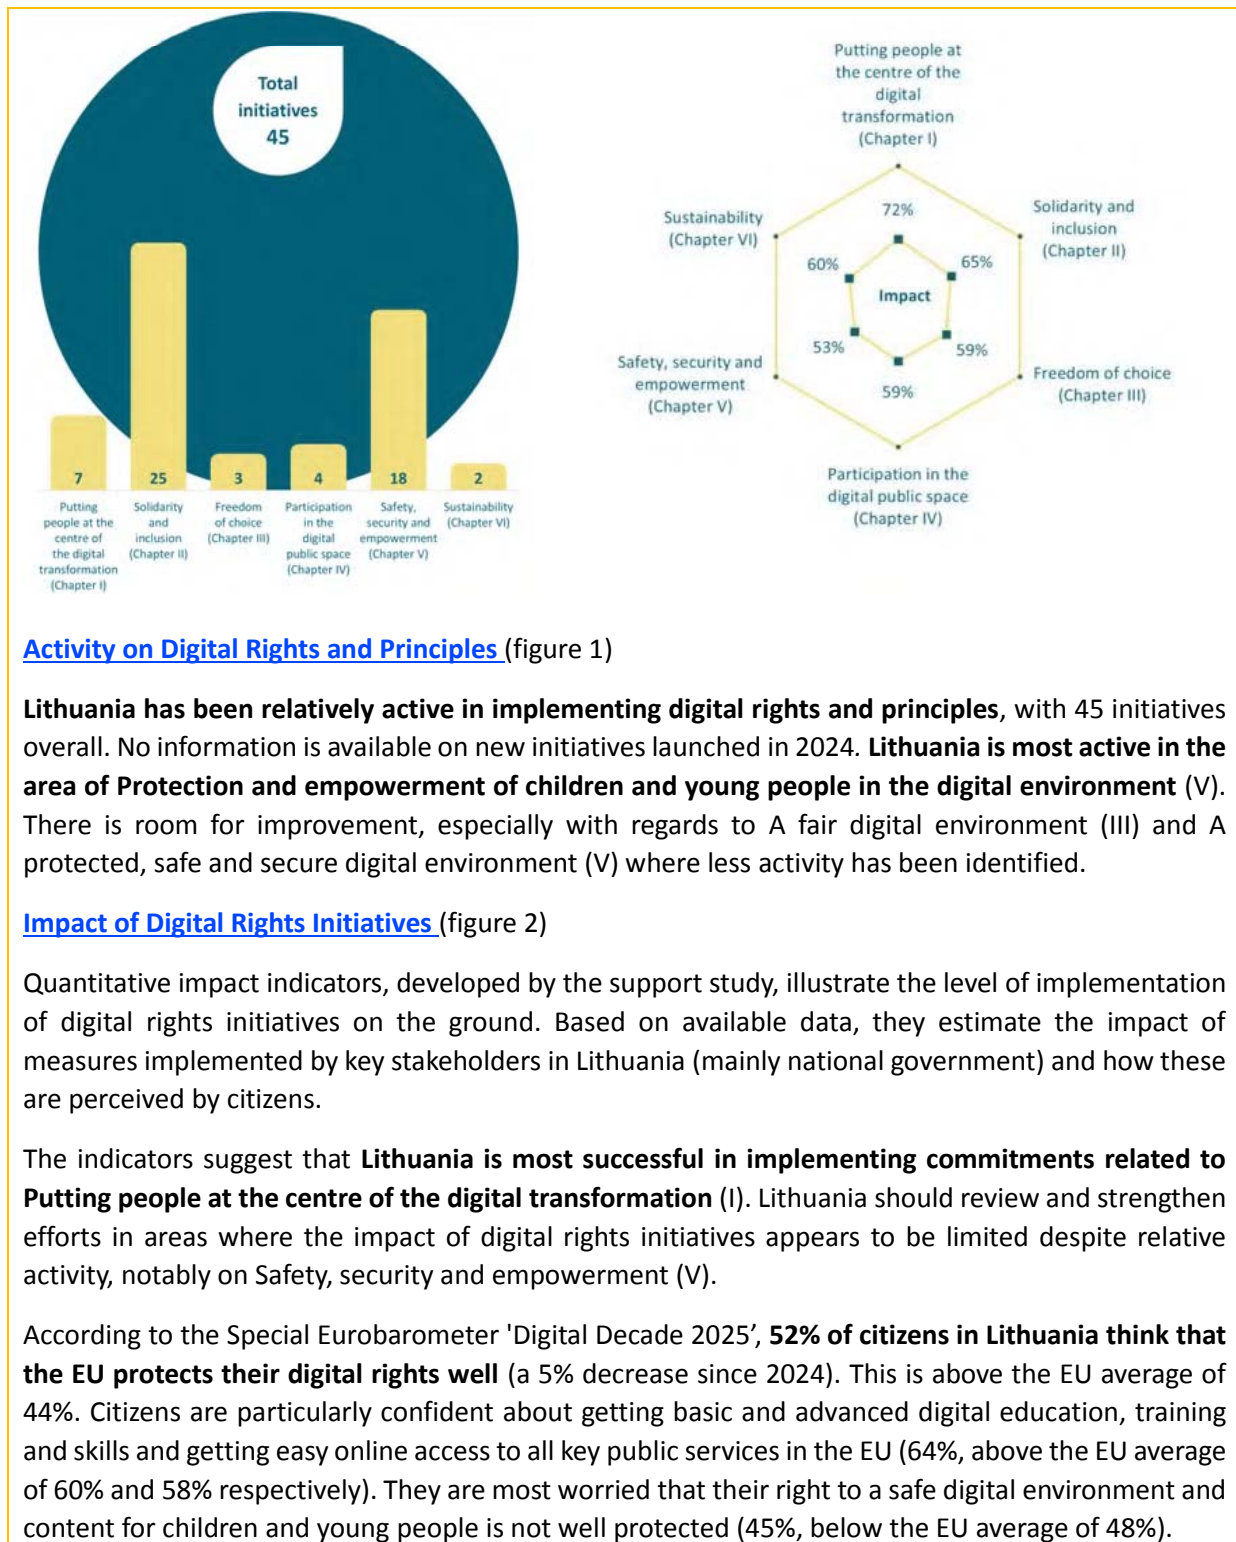 Total
initiatives
45
7
25
3
4
18
2
Putting
people at the
centre of
the digital
transformation
(Chapter I)
Solidarity
and
inclusion
(Chapter II)
Freedom
of choice
(Chapter III)
Participation
in the
digital
public space
(Chapter IV)
Safety,
security and
empowerment
(Chapter V)
Sustainability
(Chapter VI)
Putting people at
the centre of the
digital
transformation
(Chapter I)
Solidarity and
inclusion
(Chapter II)
Freedom of choice
(Chapter III)
Participation in the
digital public space
(Chapter IV)
Safety, security and
empowerment
(Chapter V)
Sustainability
(Chapter VI)
72%
65%
59%
59%
53%
60%
Impact
Activity on Digital Rights and Principles (figure 1)
Lithuania has been relatively active in implementing digital rights and principles, with 45 initiatives
overall. No information is available on new initiatives launched in 2024. Lithuania is most active in the
area of Protection and empowerment of children and young people in the digital environment (V).
There is room for improvement, especially with regards to A fair digital environment (III) and A
protected, safe and secure digital environment (V) where less activity has been identified.
Impact of Digital Rights Initiatives (figure 2)
Quantitative impact indicators, developed by the support study, illustrate the level of implementation
of digital rights initiatives on the ground. Based on available data, they estimate the impact of
measures implemented by key stakeholders in Lithuania (mainly national government) and how these
are perceived by citizens.
The indicators suggest that Lithuania is most successful in implementing commitments related to
Putting people at the centre of the digital transformation (I). Lithuania should review and strengthen
efforts in areas where the impact of digital rights initiatives appears to be limited despite relative
activity, notably on Safety, security and empowerment (V).
According to the Special Eurobarometer 'Digital Decade 2025’, 52% of citizens in Lithuania think that
the EU protects their digital rights well (a 5% decrease since 2024). This is above the EU average of
44%. Citizens are particularly confident about getting basic and advanced digital education, training
and skills and getting easy online access to all key public services in the EU (64%, above the EU average
of 60% and 58% respectively). They are most worried that their right to a safe digital environment and
content for children and young people is not well protected (45%, below the EU average of 48%).